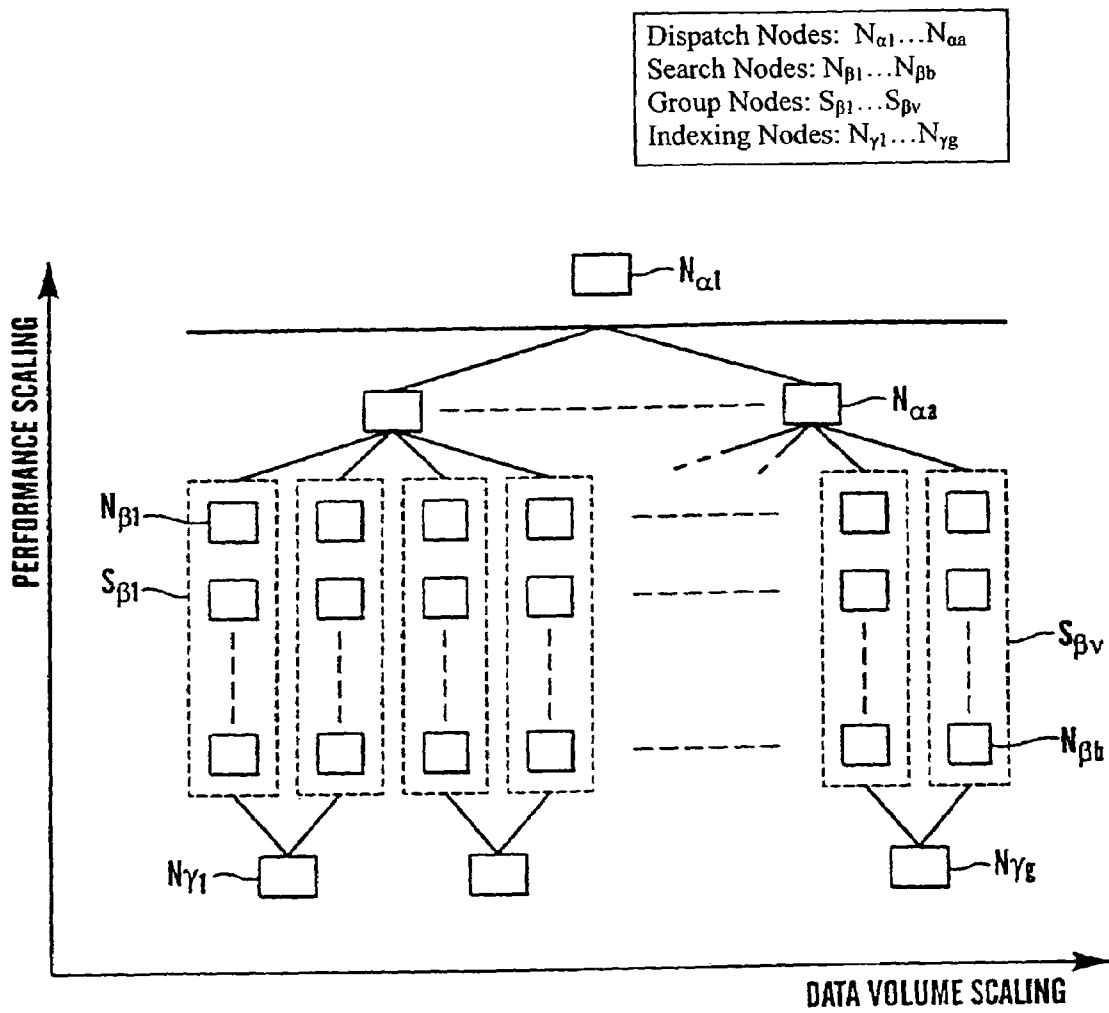 Dispatch Nodes: Nα1...Nαa
Search Nodes: Nβ1...Nβb
Group Nodes: Sβ1...Sβv
Indexing Nodes: Nγ1...Nγg
Nα1
PERFORMANCE SCALING
Nαa
Nβ1
Sβ1
Sβv
Nβb
Nγ1
Nγg
DATA VOLUME SCALING